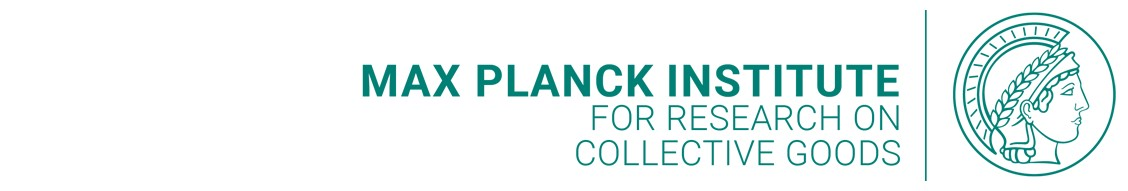 MAX PLANCK INSTITUTE
FOR RESEARCH ON
COLLECTIVE GOODS